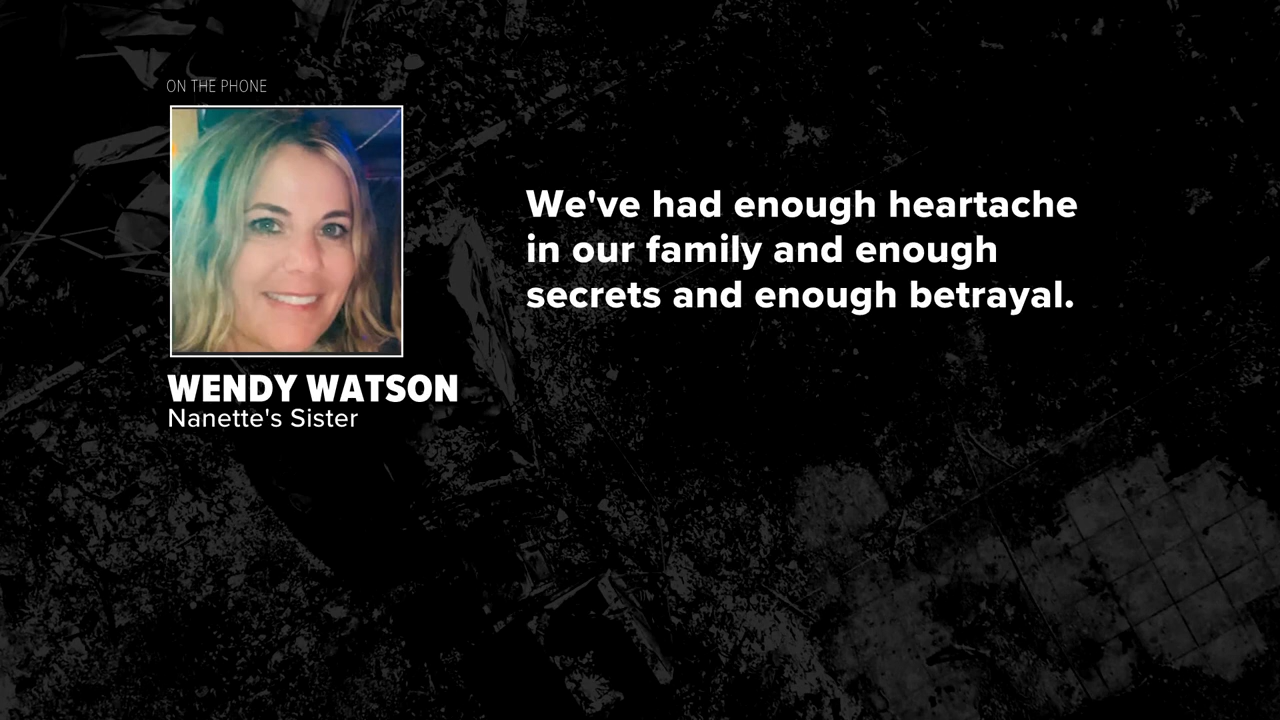 ON THE PHONE
WENDY WATSON
Nanette's Sister
We've had enough heartache
in our family and enough
secrets and enough betrayal.